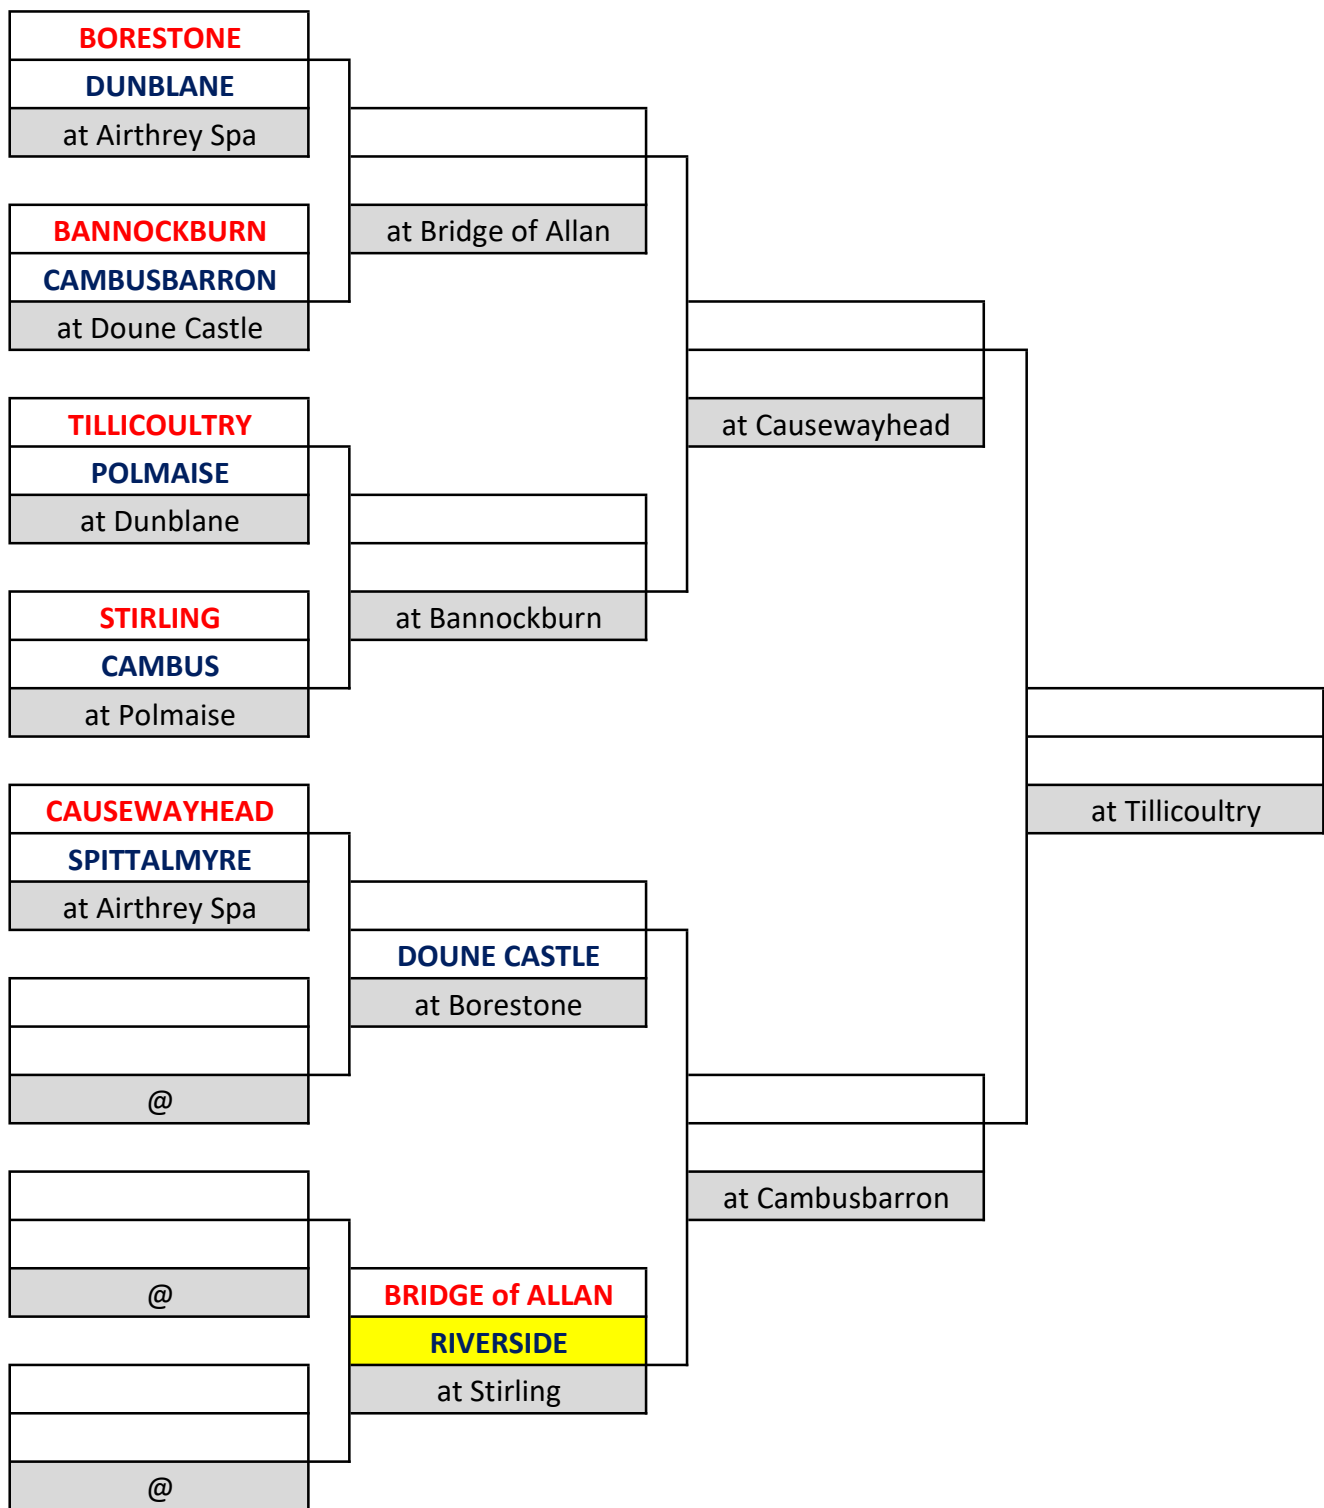 BORESTONE
DUNBLANE
at Airthrey Spa
BANNOCKBURN
CAMBUSBARRON
at Doune Castle
TILLICOULTRY
POLMAISE
at Dunblane
STIRLING
CAMBUS
at Polmaise
CAUSEWAYHEAD
SPITTALMYRE
at Airthrey Spa
@
@
@
at Bridge of Allan
at Bannockburn
DOUNE CASTLE
at Borestone
BRIDGE of ALLAN
RIVERSIDE
at Stirling
at Causewayhead
at Cambusbarron
at Tillicoultry